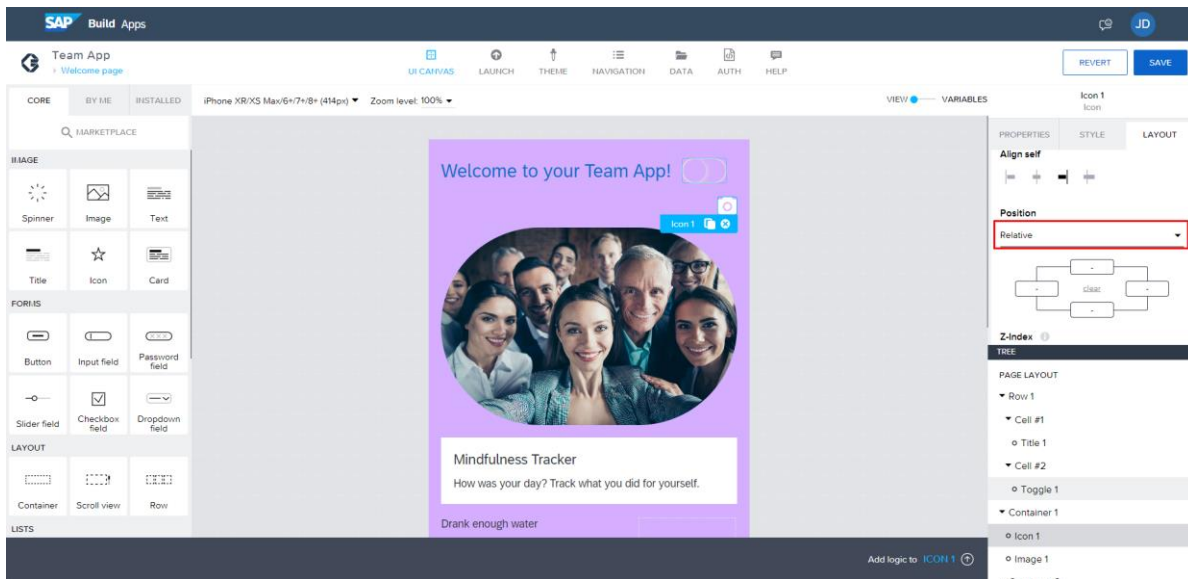 SAP Build Apps
JD
Team App
> Welcome page
UI CANVAS LAUNCH THEME NAVIGATION DATA AUTH HELP
REVERT SAVE
CORE BY ME INSTALLED
iPhone XR/XS Max/6+/7+/8+ (414px) Zoom level: 100%
VIEW VARIABLES
Icon 1
Icon
MARKETPLACE
PROPERTIES STYLE LAYOUT
IMAGE
Spinner Image Text
Title Icon Card
FORMS
Button Input field Password field
Slider field Checkbox field Dropdown field
LAYOUT
Container Scroll view Row
LISTS
Welcome to your Team App!
Icon 1
Mindfulness Tracker
How was your day? Track what you did for yourself.
Drank enough water
Align self
Position
Relative
-
- clear -
-
Z-Index
TREE
PAGE LAYOUT
Row 1
Cell #1
Title 1
Cell #2
Toggle 1
Container 1
Icon 1
Image 1
Add logic to ICON 1